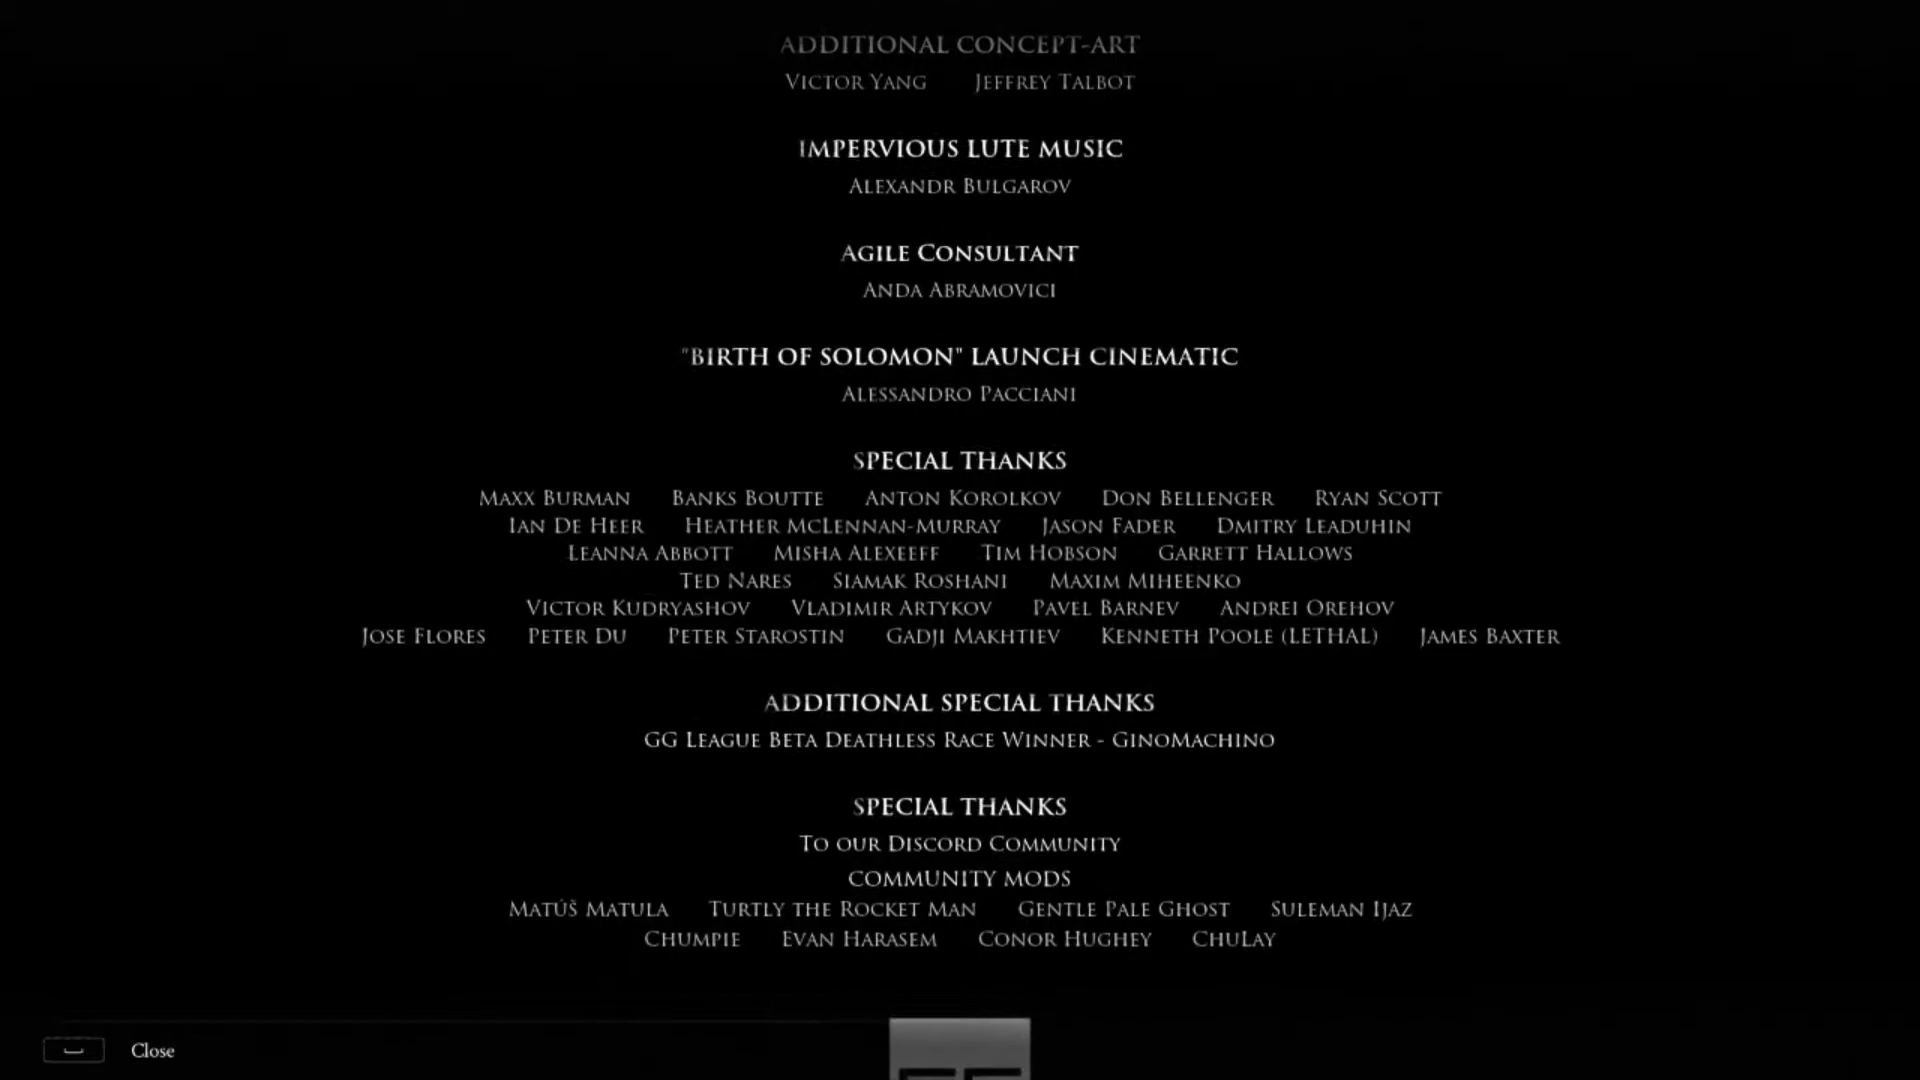 ADDITIONAL CONCEPT-ART
VICTOR YANG JEFFREY TALBOT
IMPERVIOUS LUTE MUSIC
ALEXANDR BULGAROV
AGILE CONSULTANT
ANDA ABRAMOVICI
"BIRTH OF SOLOMON" LAUNCH CINEMATIC
ALESSANDRO PACCIANI
SPECIAL THANKS
MAXX BURMAN BANKS BOUTTE ANTON KOROLKOV DON BELLENGER RYAN SCOTT
IAN DE HEER HEATHER MCLENNAN-MURRAY JASON FADER DMITRY LEADUHIN
LEANNA ABBOTT MISHA ALEXEEFF TIM HOBSON GARRETT HALLOWS
TED NARES SIAMAK ROSHANI MAXIM MIHEENKO
VICTOR KUDRYASHOV VLADIMIR ARTYKOV PAVEL BARNEV ANDREI OREHOV
JOSE FLORES PETER DU PETER STAROSTIN GADJI MAKHTIEV KENNETH POOLE (LETHAL) JAMES BAXTER
ADDITIONAL SPECIAL THANKS
GG LEAGUE BETA DEATHLESS RACE WINNER - GINOMACHINO
SPECIAL THANKS
TO OUR DISCORD COMMUNITY
COMMUNITY MODS
MATÚŠ MATULA TURTLY THE ROCKET MAN GENTLE PALE GHOST SULEMAN IJAZ
CHUMPIE EVAN HARASEM CONOR HUGHEY CHULAY
Close